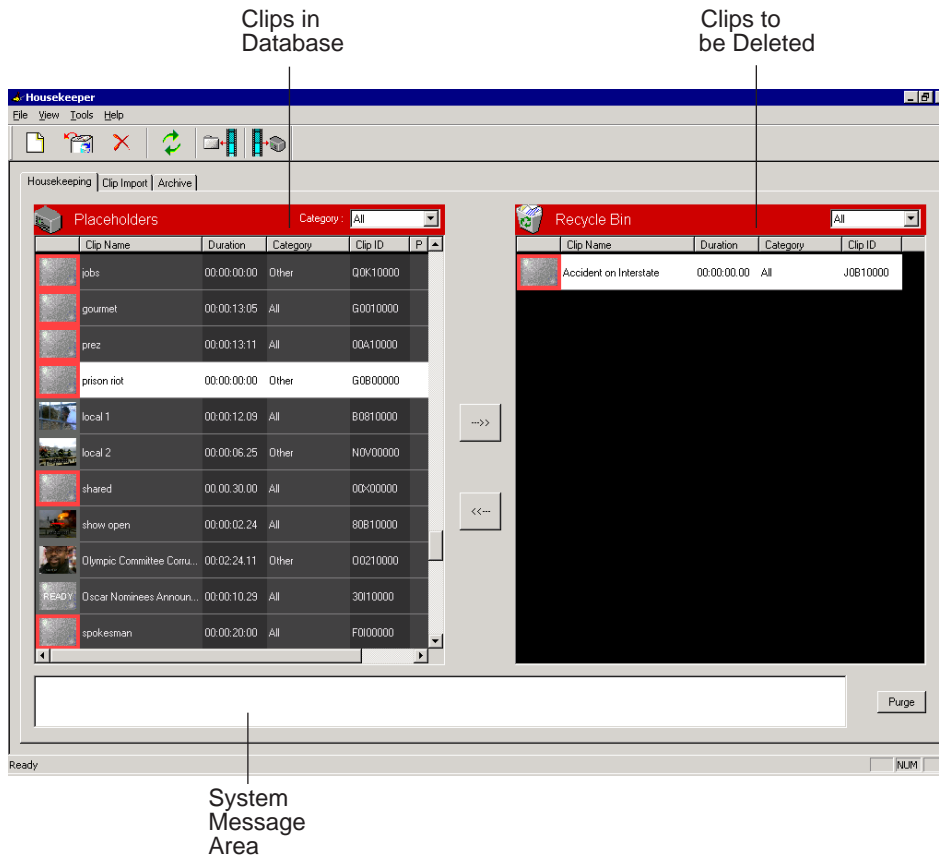 Clips in
Database
Clips to
be Deleted
Housekeeper
File View Tools Help
Housekeeping Clip Import Archive
Placeholders Category : All
Recycle Bin All
Clip Name Duration Category Clip ID P
Clip Name Duration Category Clip ID
jobs 00:00:00:00 Other Q0K10000
Accident on Interstate 00:00:00.00 All J0B10000
gourmet 00:00:13:05 All G0010000
prez 00:00:13:11 All 00A10000
prison riot 00:00:00:00 Other G0B00000
local 1 00:00:12.09 All B0810000
--->>
local 2 00:00:06.25 Other N0V00000
shared 00.00.30.00 All 00X00000
<<---
show open 00:00:02.24 All 80B10000
Olympic Committee Corru... 00:02:24.11 Other O0210000
READY Oscar Nominees Announ... 00:00:10.29 All 30I10000
spokesman 00:00:20:00 All F0I00000
Purge
Ready NUM
System
Message
Area